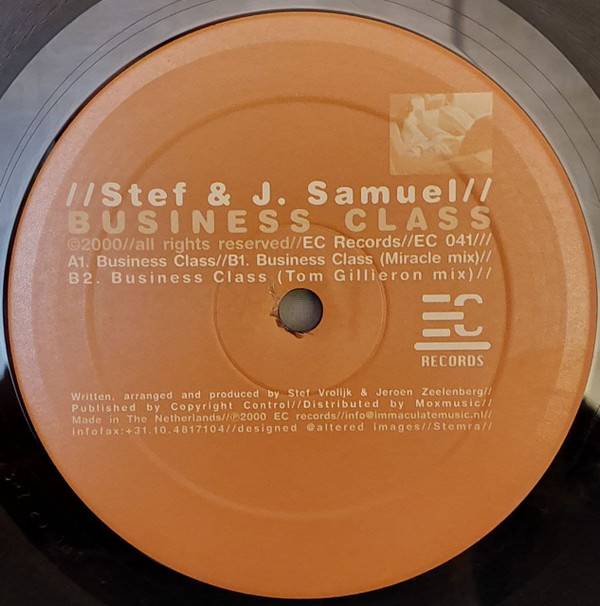 //Stef & J. Samuel//
BUSINESS CLASS
©2000//all rights reserved//EC Records//EC 041///
A1. Business Class//B1. Business Class (Miracle mix)//
B2. Business Class (Tom Gillieron mix)//
EC
RECORDS
Written, arranged and produced by Stef Vrolijk & Jeroen Zeelenberg//
Published by Copyright Control//Distributed by Moxmusic//
Made in The Netherlands//℗2000 EC records//info@immaculatemusic.nl//
infofax:+31.10.4817104//designed @altered images//Stemra//